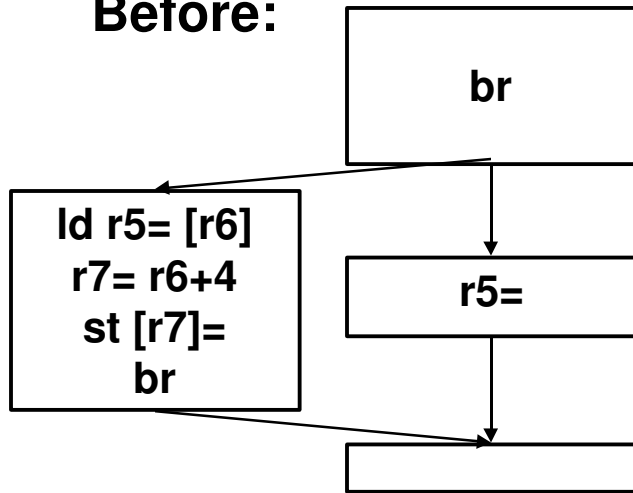 Before:
br
ld r5= [r6]
r7= r6+4
st [r7]=
br
r5=